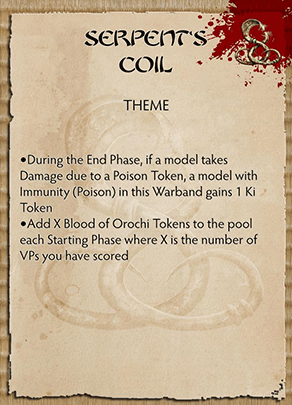 SERPENT'S
COIL
THEME
•During the End Phase, if a model takes
Damage due to a Poison Token, a model with
Immunity (Poison) in this Warband gains 1 Ki
Token
•Add X Blood of Orochi Tokens to the pool
each Starting Phase where X is the number of
VPs you have scored